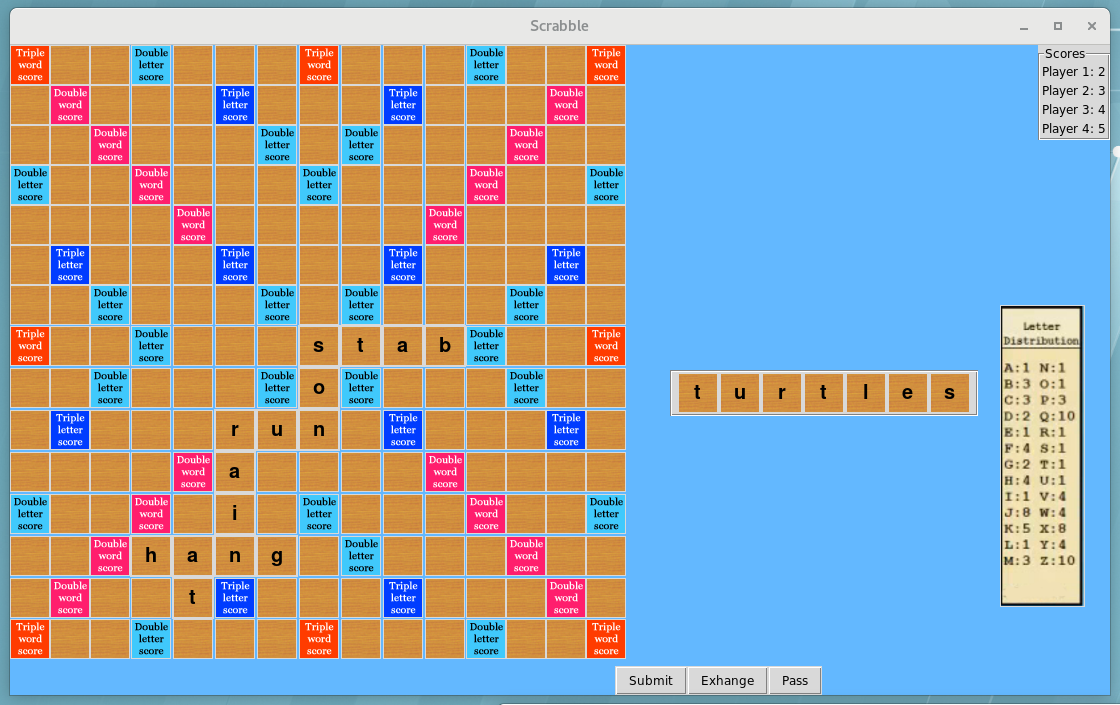 Scrabble
Triple Double Triple Double Triple
word letter word letter word
score score score score score
Double Triple Triple Double
word letter letter word
score score score score
Double Double Double Double
word letter letter word
score score score score
Double Double Double Double Double
letter word letter word letter
score score score score score
Double Double
word word
score score
Triple Triple Triple Triple
letter letter letter letter
score score score score
Double Double Double Double
letter letter letter letter
score score score score
Triple Double Double Triple
word letter s t a b letter word
score score score score
Double Double Double Double
letter letter o letter letter
score score score score
Triple Triple Triple
letter r u n letter letter
score score score
Double Double
word a word
score score
Double Double Double Double Double
letter word i letter word letter
score score score score score
Double Double Double
word h a n g letter word
score score score
Double Triple Triple Double
word t letter letter word
score score score score
Triple Double Triple Double Triple
word letter word letter word
score score score score score
t u r t l e s
Scores
Player 1: 2
Player 2: 3
Player 3: 4
Player 4: 5
Letter
Distribution
A:1 N:1
B:3 O:1
C:3 P:3
D:2 Q:10
E:1 R:1
F:4 S:1
G:2 T:1
H:4 U:1
I:1 V:4
J:8 W:4
K:5 X:8
L:1 Y:4
M:3 Z:10
Submit Exhange Pass